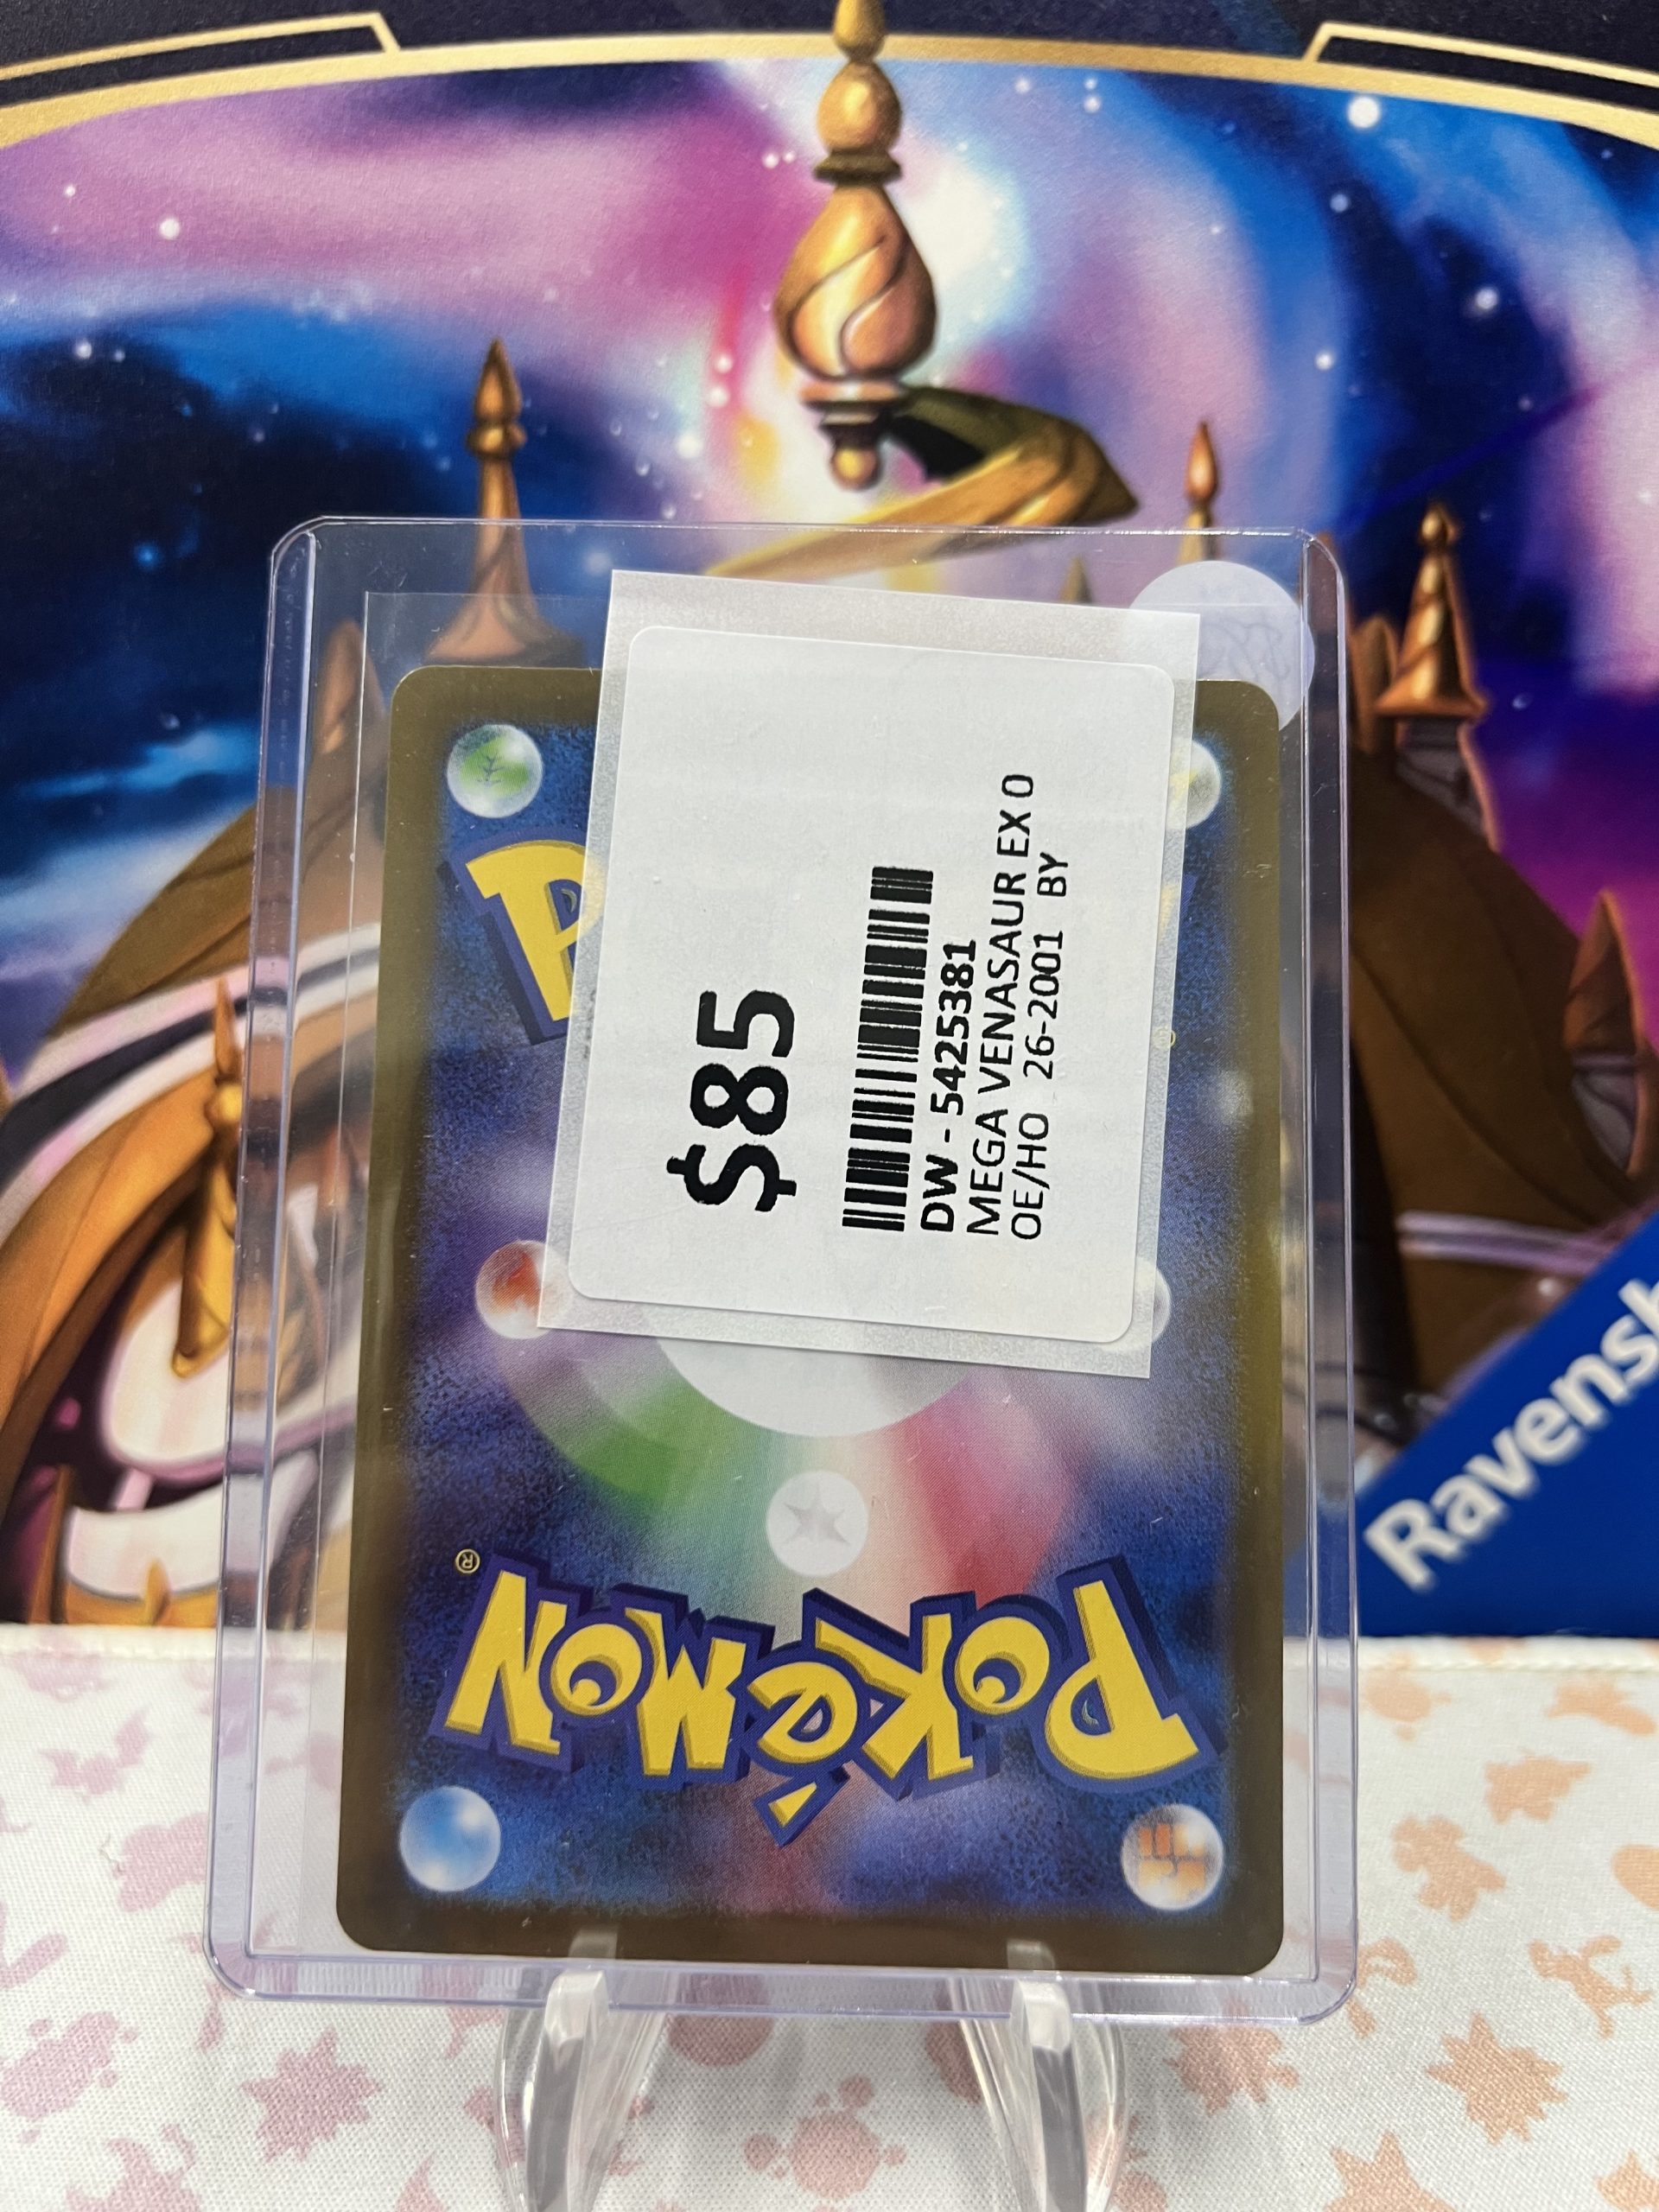 $85
DW - 5425381
MEGA VENASAUR EX 0
OE/HO 26-2001 BY
POKéMON
®
Ravensb